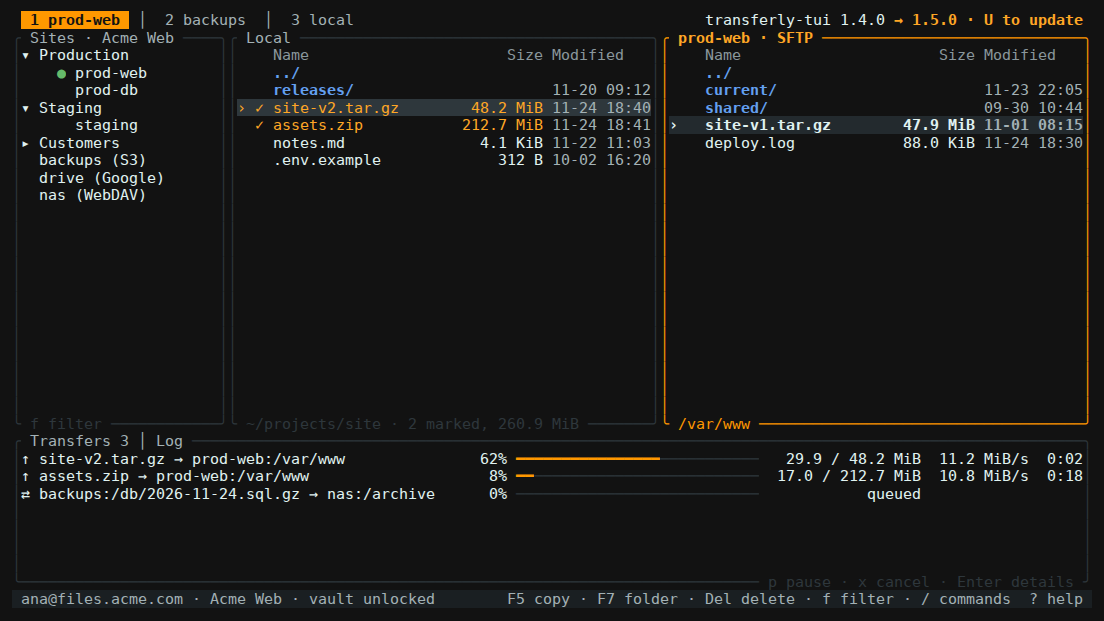 1 prod-web │ 2 backups │ 3 local transferly-tui 1.4.0 → 1.5.0 · U to update
Sites · Acme Web
▾ Production
● prod-web
prod-db
▾ Staging
staging
▸ Customers
backups (S3)
drive (Google)
nas (WebDAV)
f filter
Local
Name Size Modified
../
releases/ 11-20 09:12
› ✓ site-v2.tar.gz 48.2 MiB 11-24 18:40
✓ assets.zip 212.7 MiB 11-24 18:41
notes.md 4.1 KiB 11-22 11:03
.env.example 312 B 10-02 16:20
~/projects/site · 2 marked, 260.9 MiB
prod-web · SFTP
Name Size Modified
../
current/ 11-23 22:05
shared/ 09-30 10:44
› site-v1.tar.gz 47.9 MiB 11-01 08:15
deploy.log 88.0 KiB 11-24 18:30
/var/www
Transfers 3 │ Log
↑ site-v2.tar.gz → prod-web:/var/www 62% 29.9 / 48.2 MiB 11.2 MiB/s 0:02
↑ assets.zip → prod-web:/var/www 8% 17.0 / 212.7 MiB 10.8 MiB/s 0:18
⇄ backups:/db/2026-11-24.sql.gz → nas:/archive 0% queued
p pause · x cancel · Enter details
ana@files.acme.com · Acme Web · vault unlocked F5 copy · F7 folder · Del delete · f filter · / commands ? help